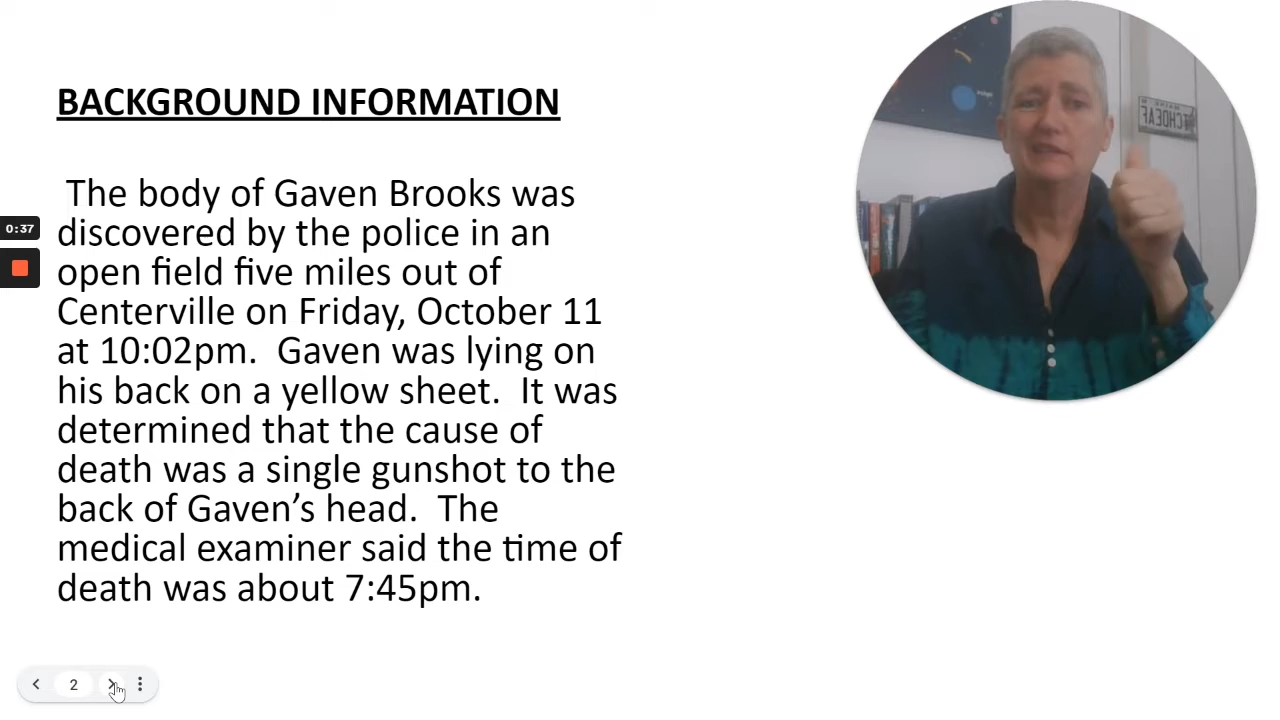 BACKGROUND INFORMATION
The body of Gaven Brooks was
discovered by the police in an
open field five miles out of
Centerville on Friday, October 11
at 10:02pm.  Gaven was lying on
his back on a yellow sheet.  It was
determined that the cause of
death was a single gunshot to the
back of Gaven’s head.  The
medical examiner said the time of
death was about 7:45pm.
0:37
2